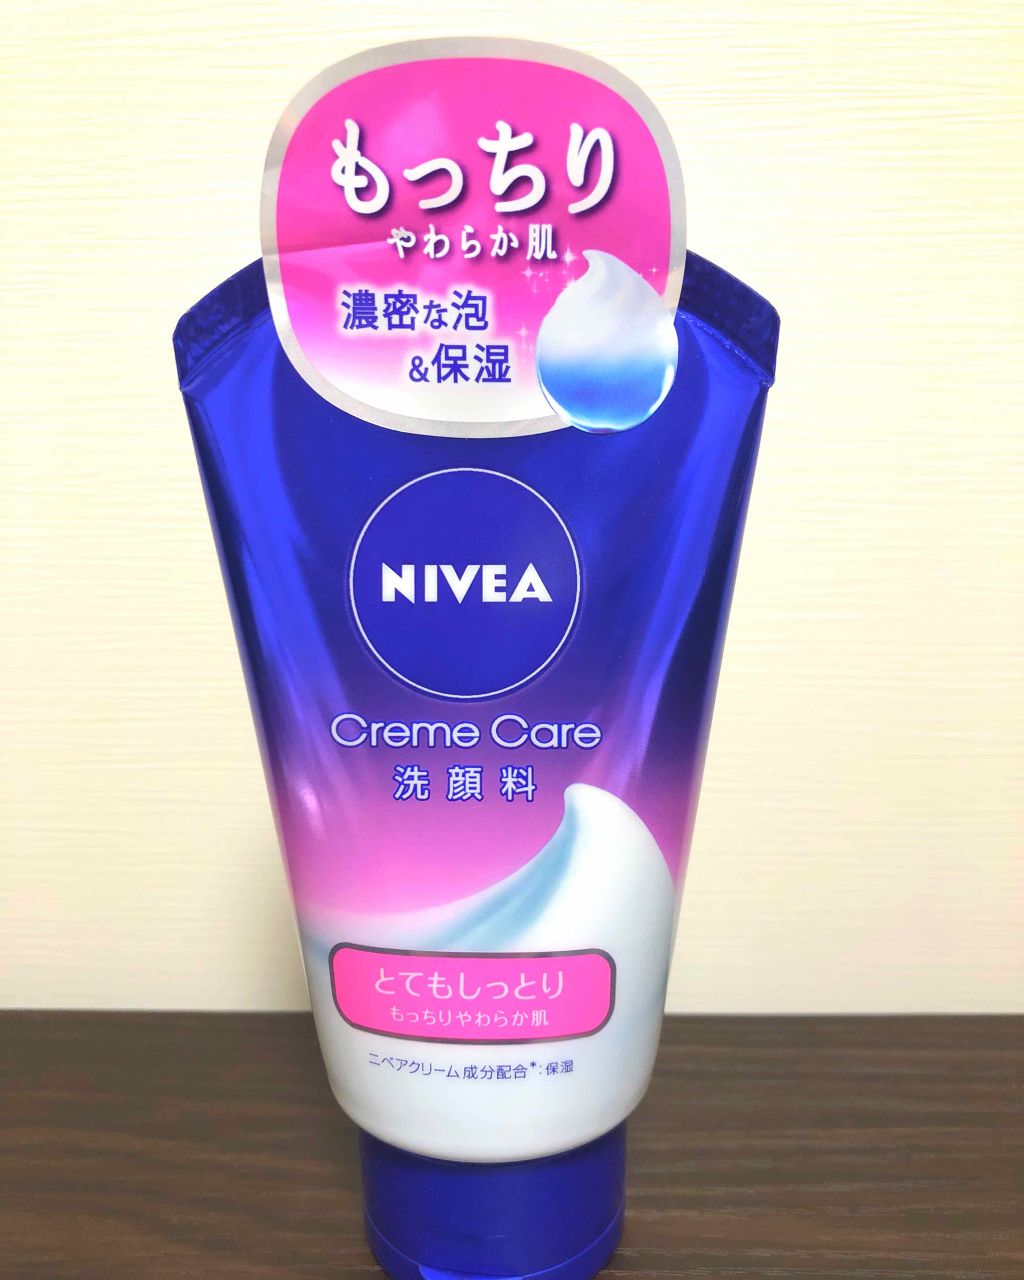 もっちり
やわらか肌
濃密な泡
&保湿
NIVEA
Creme Care
洗顔料
とてもしっとり
もっちりやわらか肌
ニベアクリーム成分配合*:保湿